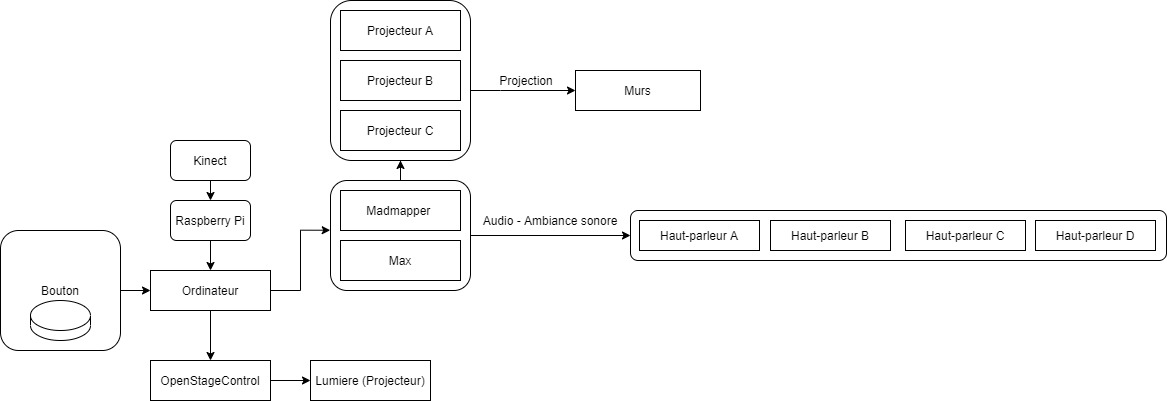 Projecteur A
Projecteur B
Projection
Murs
Projecteur C
Kinect
Raspberry Pi
Madmapper
Audio - Ambiance sonore
Haut-parleur A
Haut-parleur B
Haut-parleur C
Haut-parleur D
Max
Bouton
Ordinateur
OpenStageControl
Lumiere (Projecteur)